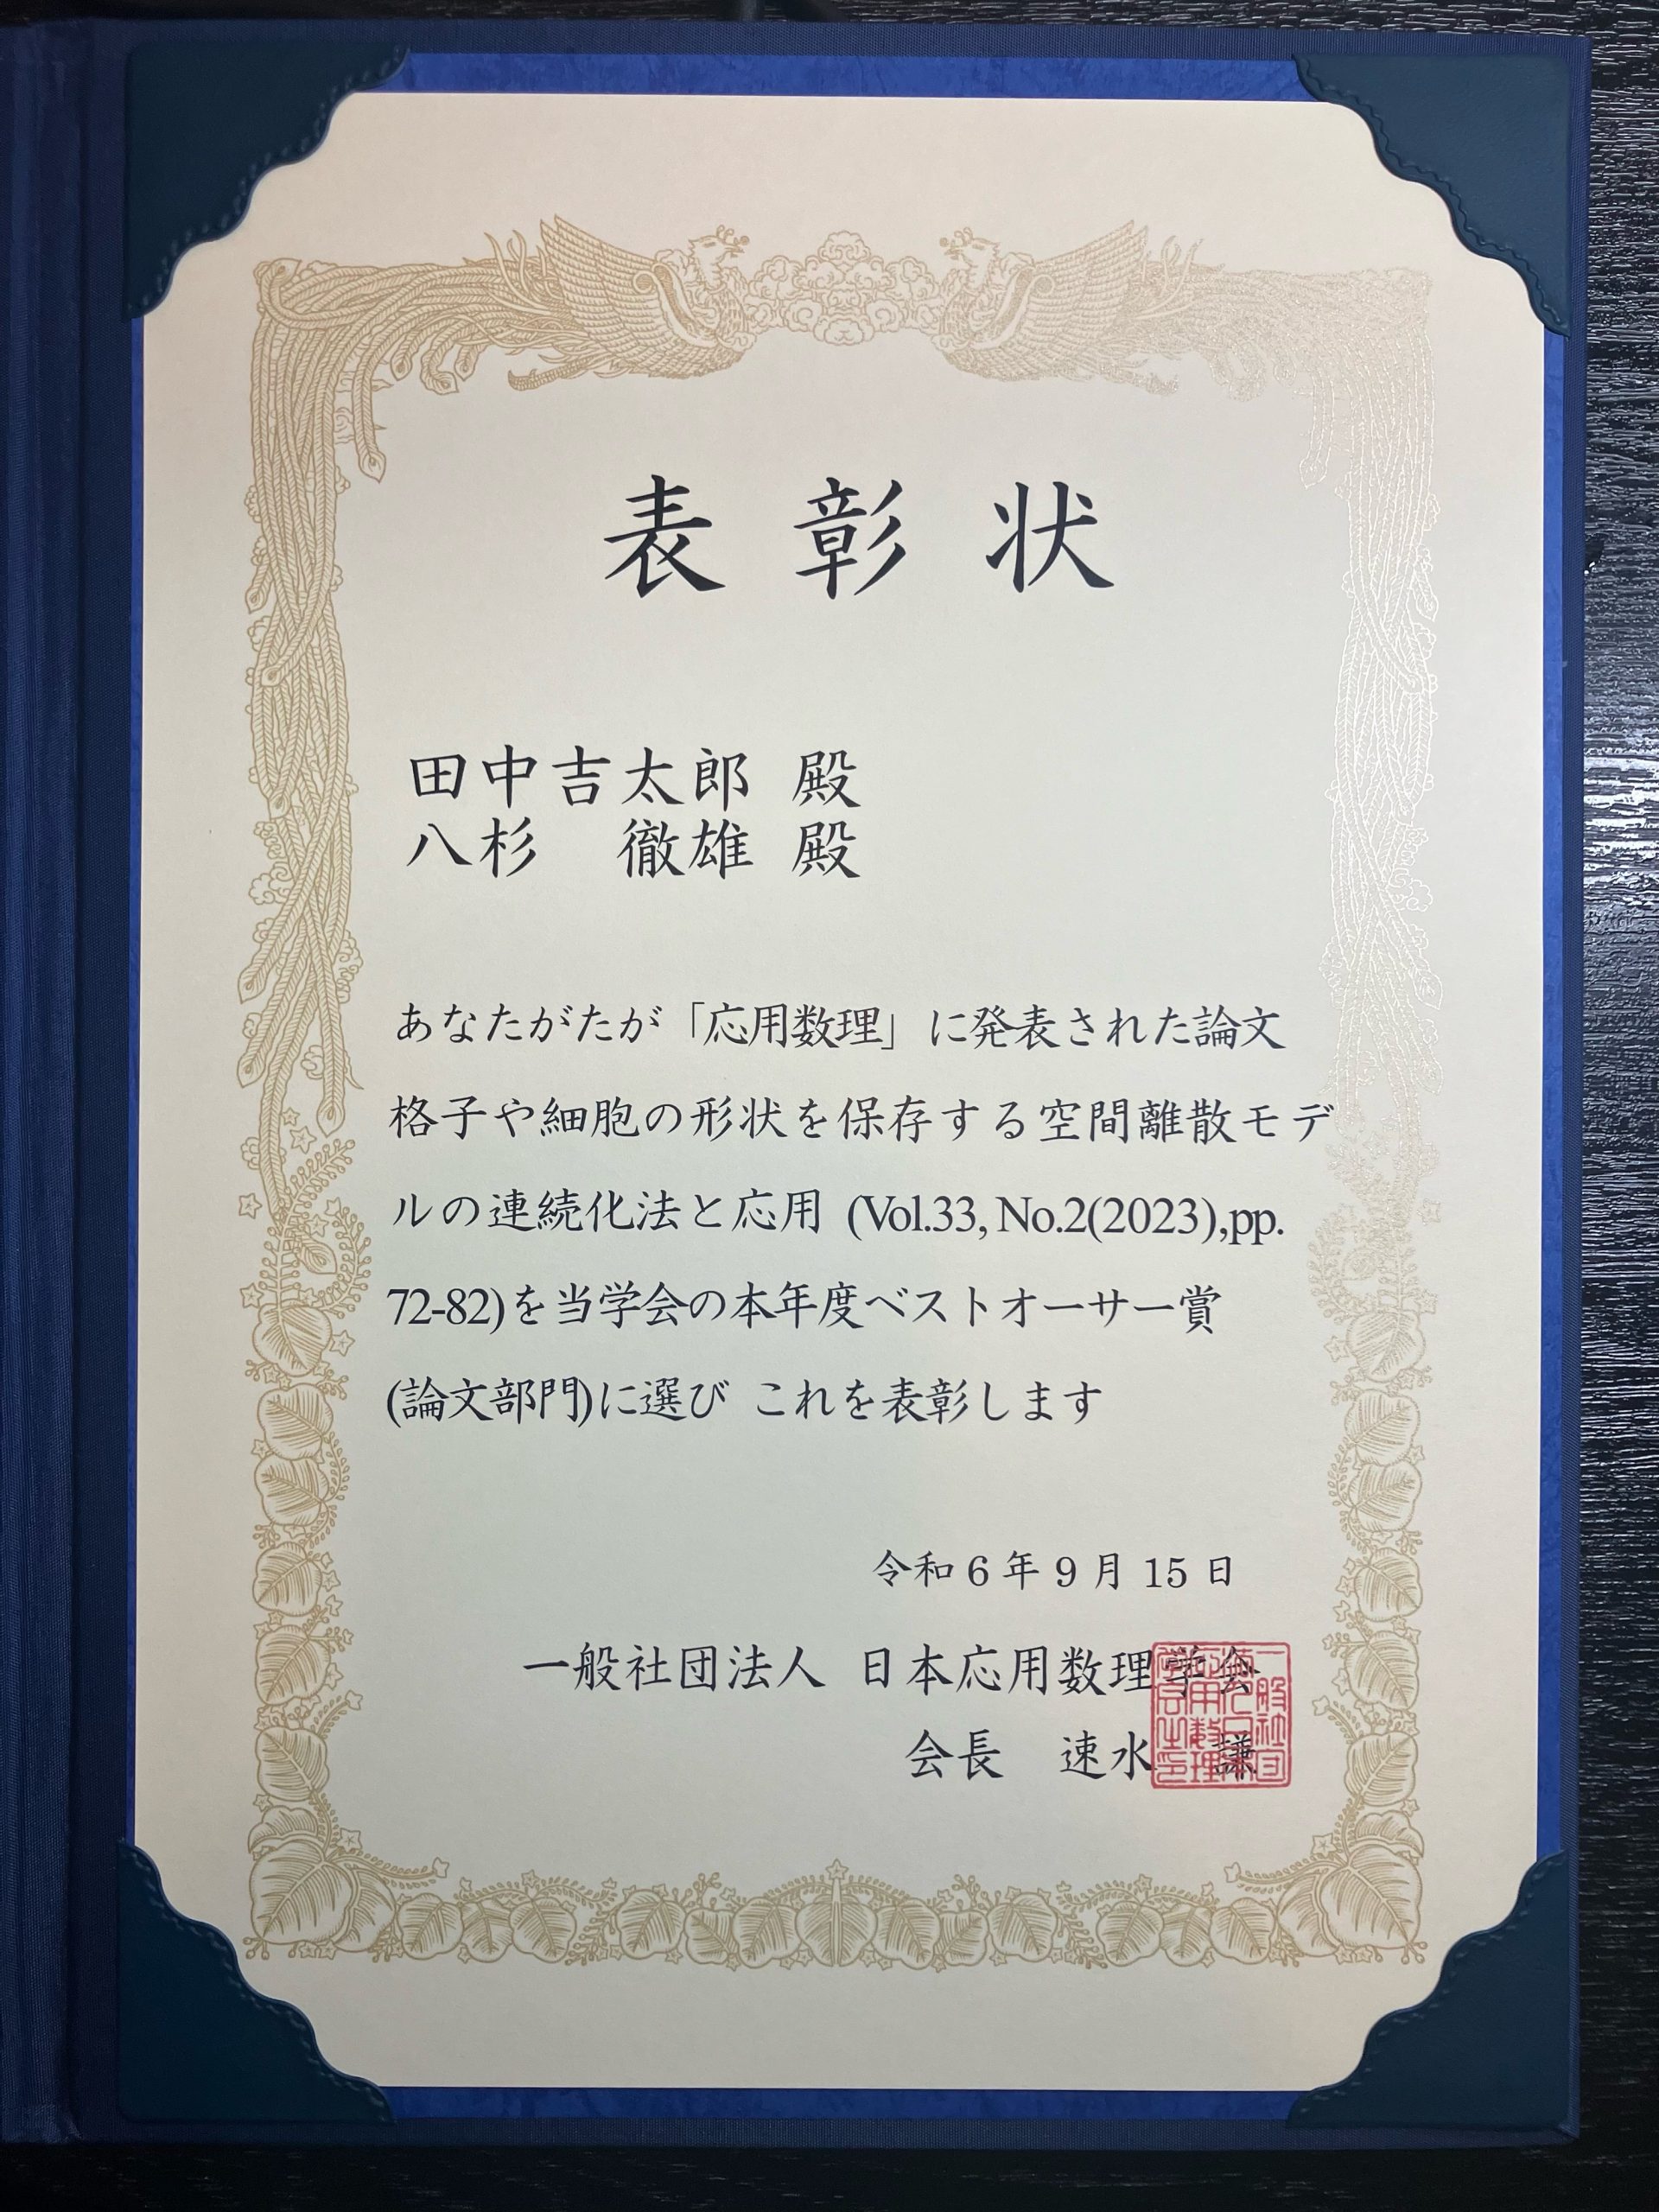 表彰状
田中吉太郎 殿
八杉 徹雄 殿
あなたがたが「応用数理」に発表された論文
格子や細胞の形状を保存する空間離散モデ
ルの連続化法と応用 (Vol.33, No.2(2023),pp.
72-82)を当学会の本年度ベストオーサー賞
(論文部門)に選び これを表彰します
令和6年9月15日
一般社団法人 日本応用数理学会
会長 速水 謙